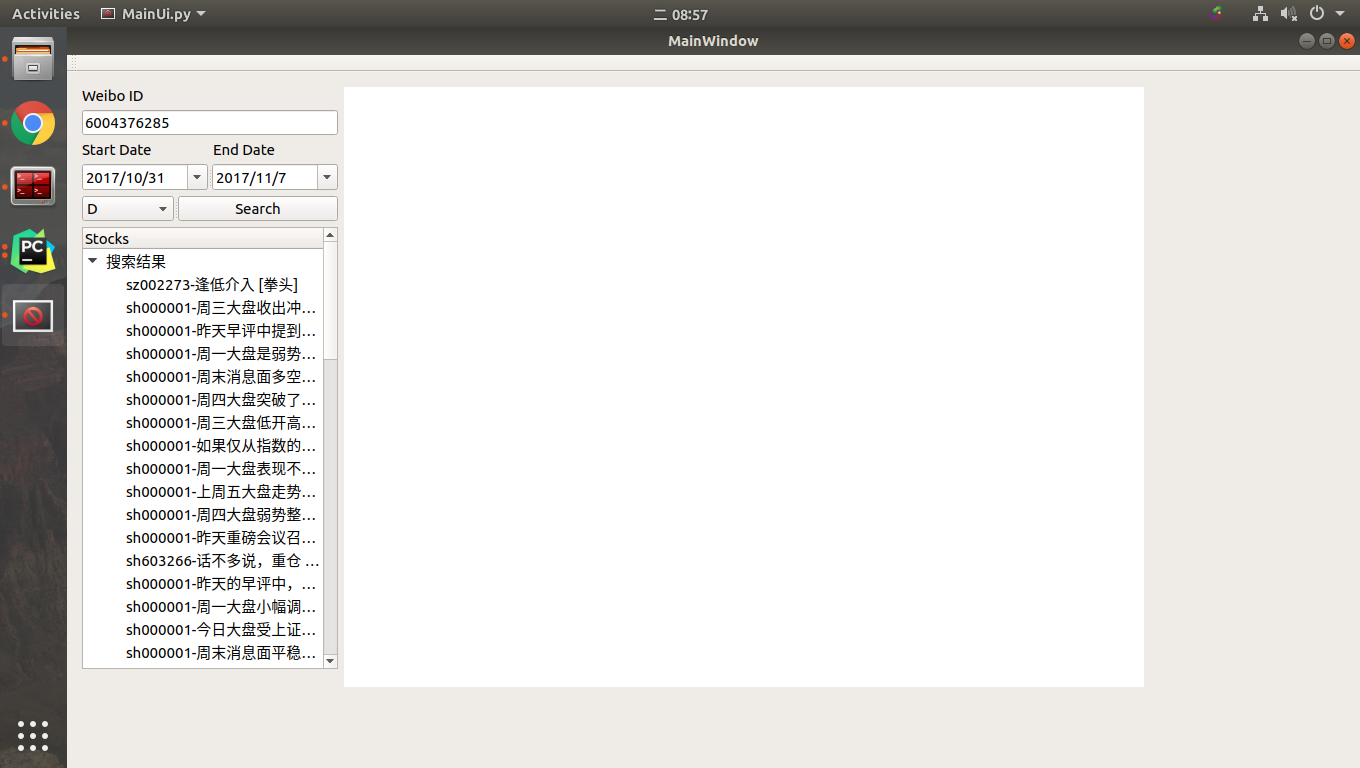 Activities MainUi.py 二 08:57
MainWindow
Weibo ID
6004376285
Start Date End Date
2017/10/31 2017/11/7
D Search
Stocks
搜索结果
sz002273-逢低介入 [拳头]
sh000001-周三大盘收出冲…
sh000001-昨天早评中提到…
sh000001-周一大盘是弱势…
sh000001-周末消息面多空…
sh000001-周四大盘突破了…
sh000001-周三大盘低开高…
sh000001-如果仅从指数的…
sh000001-周一大盘表现不…
sh000001-上周五大盘走势…
sh000001-周四大盘弱势整…
sh000001-昨天重磅会议召…
sh603266-话不多说，重仓 …
sh000001-昨天的早评中，…
sh000001-周一大盘小幅调…
sh000001-今日大盘受上证…
sh000001-周末消息面平稳…
PC